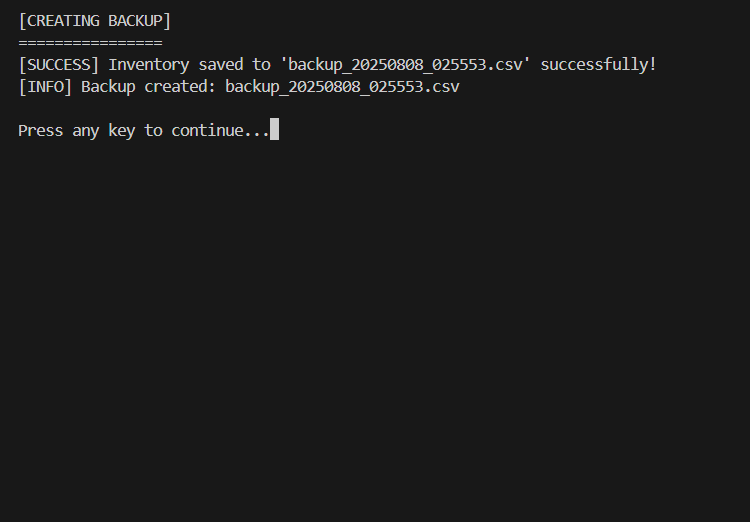 [CREATING BACKUP]
================
[SUCCESS] Inventory saved to 'backup_20250808_025553.csv' successfully!
[INFO] Backup created: backup_20250808_025553.csv
Press any key to continue...